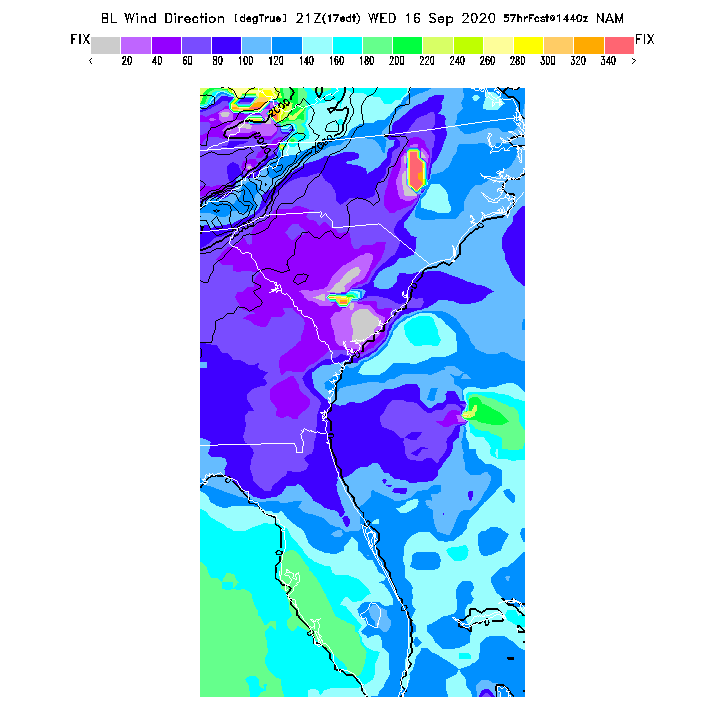 BL Wind Direction [degTrue] 21Z(17edt) WED 16 Sep 2020 57hrFcst@1440z NAM
FIX FIX
< 20 40 60 80 100 120 140 160 180 200 220 240 260 280 300 320 340 >